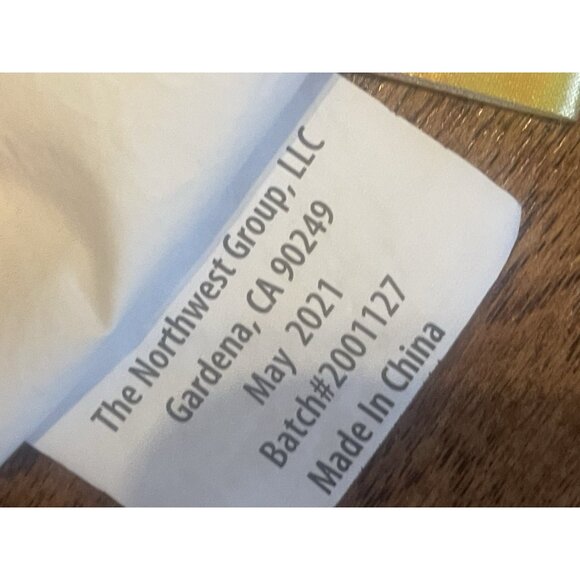 The Northwest Group, LLC
Gardena, CA 90249
May 2021
Batch#2001127
Made In China